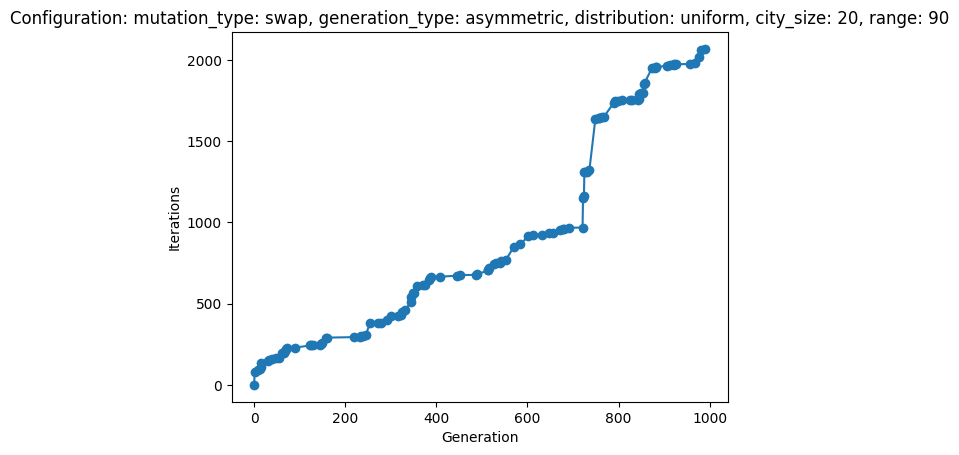 Configuration: mutation_type: swap, generation_type: asymmetric, distribution: uniform, city_size: 20, range: 90
2000
1500
1000
500
0
Iterations
0 200 400 600 800 1000
Generation